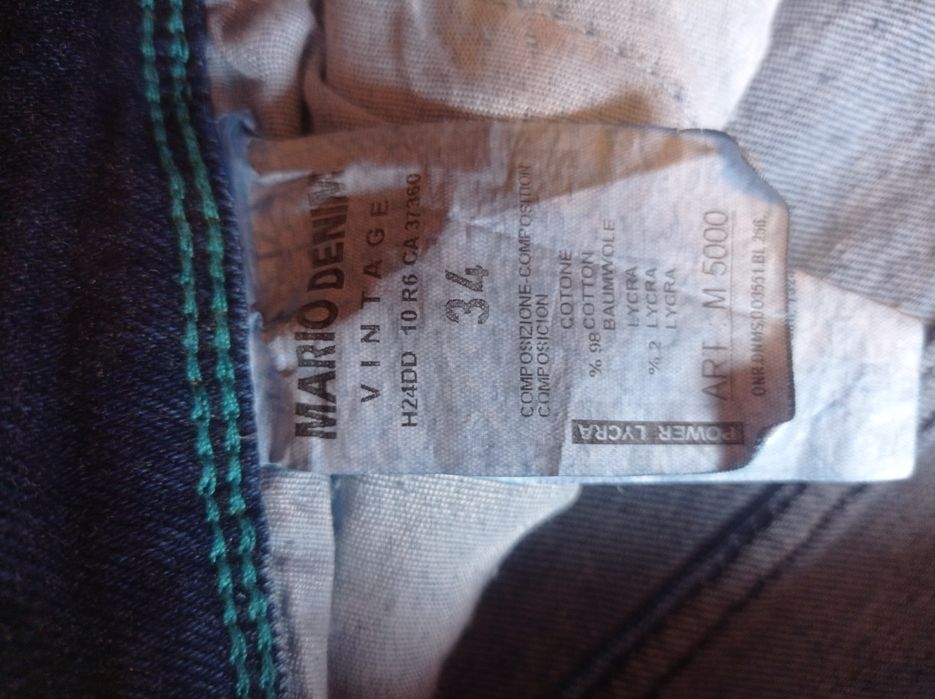 MARIO DENIM
VINTAGE
H24DD 10 R6 CA 37360
34
COMPOSIZIONE-COMPOSITION
COMPOSICION
COTONE
% 98 COTTON
BAUMWOLE
LYCRA
% 2 LYCRA
LYCRA
POWER LYCRA
ART. M 5000